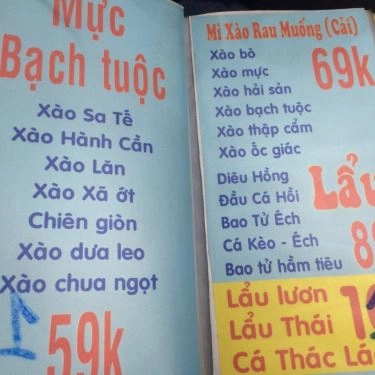 Mực
Bạch tuộc
Xào Sa Tế
Xào Hành Cần
Xào Lăn
Xào Xã ớt
Chiên giòn
Xào dưa leo
Xào chua ngọt
59k
Mì Xào Rau Muống (Cải)
Xào bò
Xào mực
69k
Xào hải sản
Xào bạch tuộc
Xào thập cẩm
Xào ốc giác
Diêu Hồng
Đầu Cá Hồi
Lẩu
Bao Tử Ếch
Cá Kèo - Ếch
Bao tử hầm tiêu
Lẩu lươn
Lẩu Thái
Cá Thác